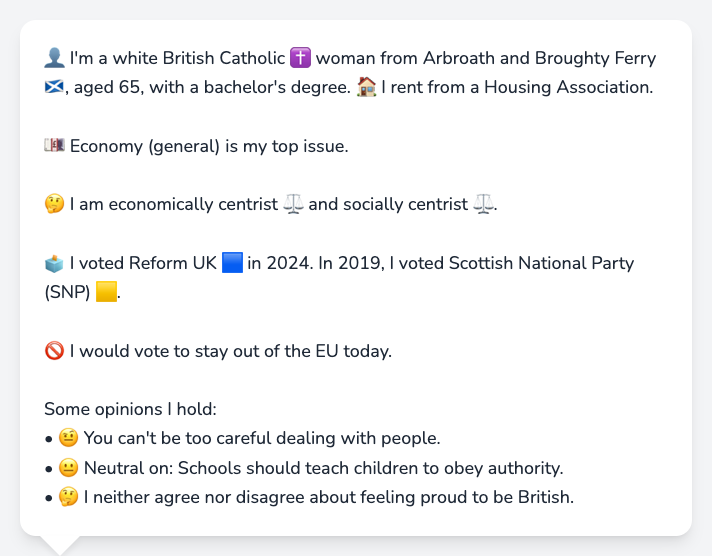 👤 I'm a white British Catholic ✝️ woman from Arbroath and Broughty Ferry
🏴󠁧󠁢󠁳󠁣󠁴󠁿, aged 65, with a bachelor's degree. 🏠 I rent from a Housing Association.
💷 Economy (general) is my top issue.
🤔 I am economically centrist ⚖️ and socially centrist ⚖️.
🗳️ I voted Reform UK 🟦 in 2024. In 2019, I voted Scottish National Party
(SNP) 🟨.
🚫 I would vote to stay out of the EU today.
Some opinions I hold:
• 🤨 You can't be too careful dealing with people.
• 😐 Neutral on: Schools should teach children to obey authority.
• 🤔 I neither agree nor disagree about feeling proud to be British.